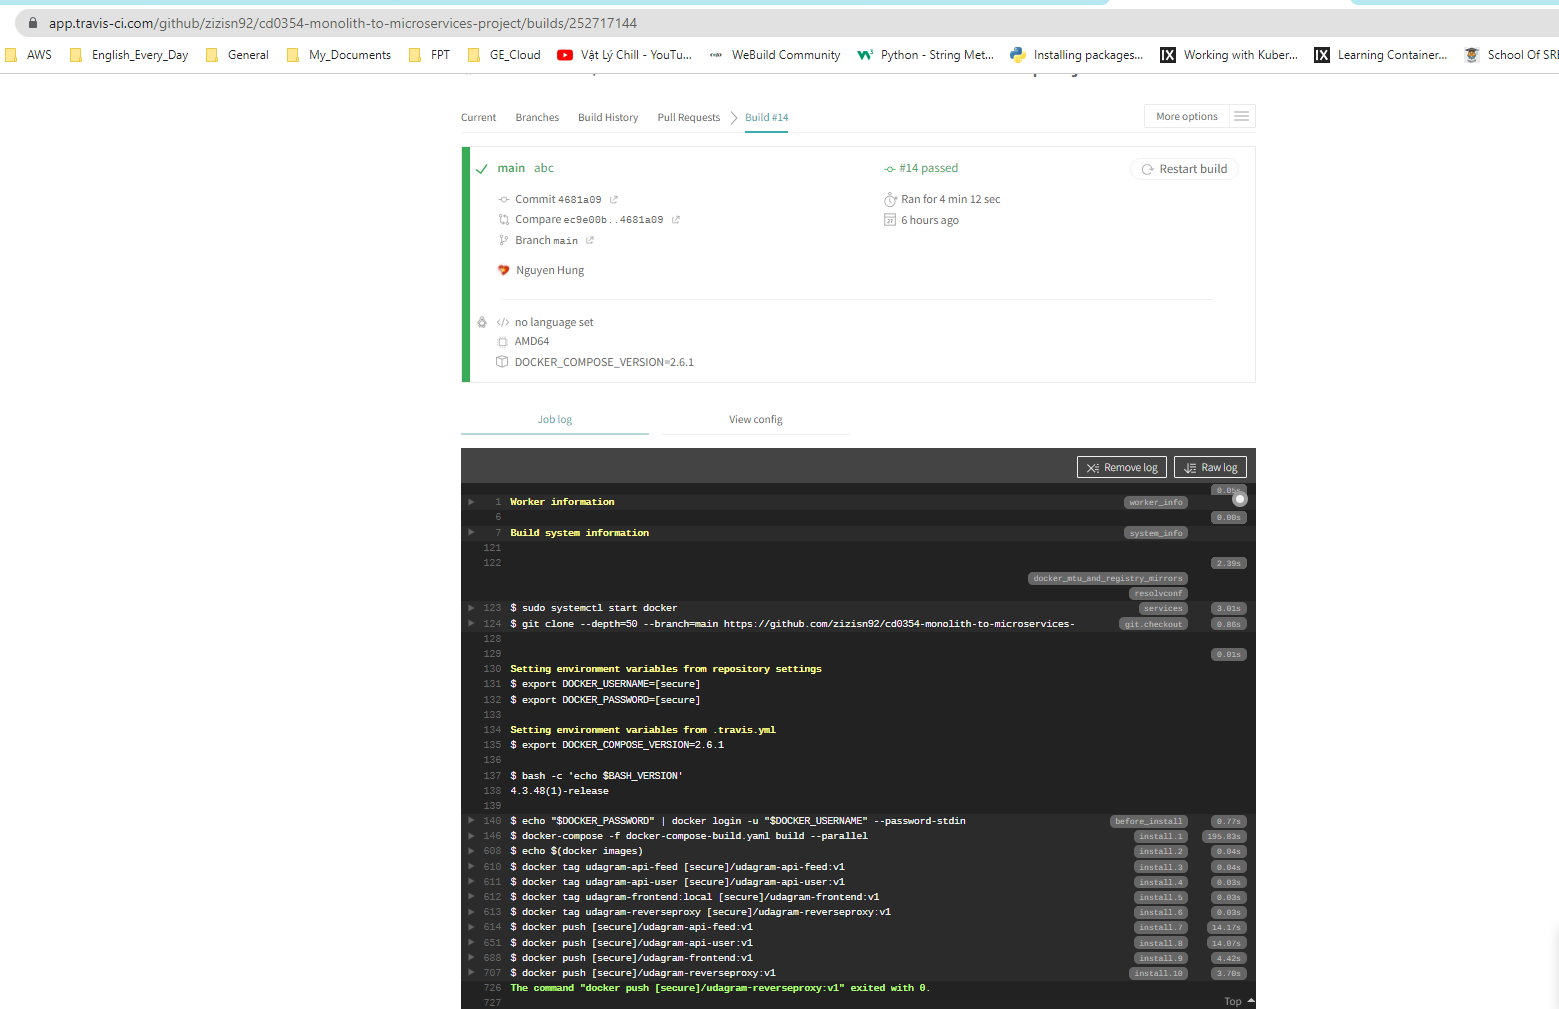 app.travis-ci.com/github/zizisn92/cd0354-monolith-to-microservices-project/builds/252717144
AWS English_Every_Day General My_Documents FPT GE_Cloud Vật Lý Chill - YouTu... WeBuild Community Python - String Met... Installing packages... Working with Kuber... Learning Container... School Of SRE
Current Branches Build History Pull Requests Build #14 More options
main abc #14 passed Restart build
Commit 4681a09 Ran for 4 min 12 sec
Compare ec9e00b..4681a09 6 hours ago
Branch main
Nguyen Hung
</> no language set
AMD64
DOCKER_COMPOSE_VERSION=2.6.1
Job log View config
Remove log Raw log
0.05s
1 Worker information worker_info
6 0.00s
7 Build system information system_info
121
122 2.39s
docker_mtu_and_registry_mirrors
resolvconf
123 $ sudo systemctl start docker services 3.01s
124 $ git clone --depth=50 --branch=main https://github.com/zizisn92/cd0354-monolith-to-microservices- git.checkout 0.86s
128
129 0.01s
130 Setting environment variables from repository settings
131 $ export DOCKER_USERNAME=[secure]
132 $ export DOCKER_PASSWORD=[secure]
133
134 Setting environment variables from .travis.yml
135 $ export DOCKER_COMPOSE_VERSION=2.6.1
136
137 $ bash -c 'echo $BASH_VERSION'
138 4.3.48(1)-release
139
140 $ echo "$DOCKER_PASSWORD" | docker login -u "$DOCKER_USERNAME" --password-stdin before_install 0.77s
146 $ docker-compose -f docker-compose-build.yaml build --parallel install.1 195.83s
608 $ echo $(docker images) install.2 0.04s
610 $ docker tag udagram-api-feed [secure]/udagram-api-feed:v1 install.3 0.04s
611 $ docker tag udagram-api-user [secure]/udagram-api-user:v1 install.4 0.03s
612 $ docker tag udagram-frontend:local [secure]/udagram-frontend:v1 install.5 0.03s
613 $ docker tag udagram-reverseproxy [secure]/udagram-reverseproxy:v1 install.6 0.03s
614 $ docker push [secure]/udagram-api-feed:v1 install.7 14.17s
651 $ docker push [secure]/udagram-api-user:v1 install.8 14.07s
688 $ docker push [secure]/udagram-frontend:v1 install.9 4.42s
707 $ docker push [secure]/udagram-reverseproxy:v1 install.10 3.70s
726 The command "docker push [secure]/udagram-reverseproxy:v1" exited with 0.
727 Top